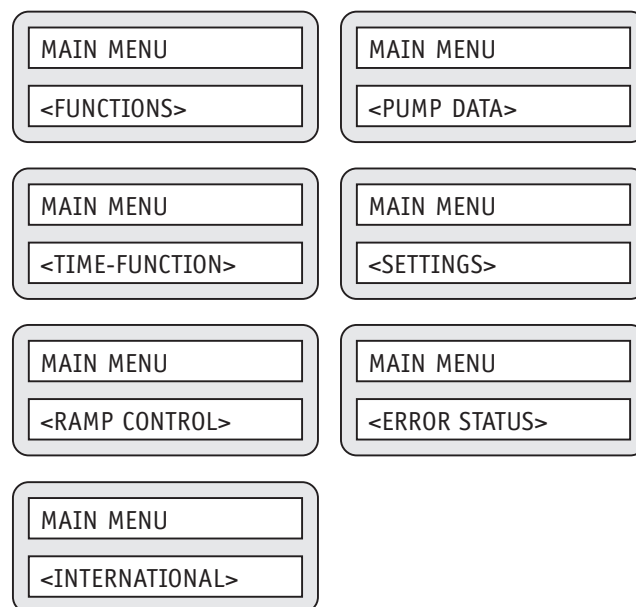 MAIN MENU
<FUNCTIONS>
MAIN MENU
<PUMP DATA>
MAIN MENU
<TIME-FUNCTION>
MAIN MENU
<SETTINGS>
MAIN MENU
<RAMP CONTROL>
MAIN MENU
<ERROR STATUS>
MAIN MENU
<INTERNATIONAL>